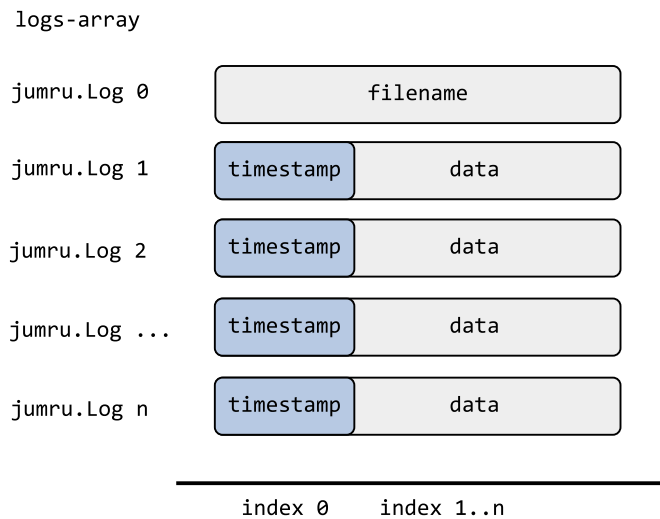 logs-array
jumru.Log 0 filename
jumru.Log 1 timestamp data
jumru.Log 2 timestamp data
jumru.Log ... timestamp data
jumru.Log n timestamp data
index 0 index 1..n